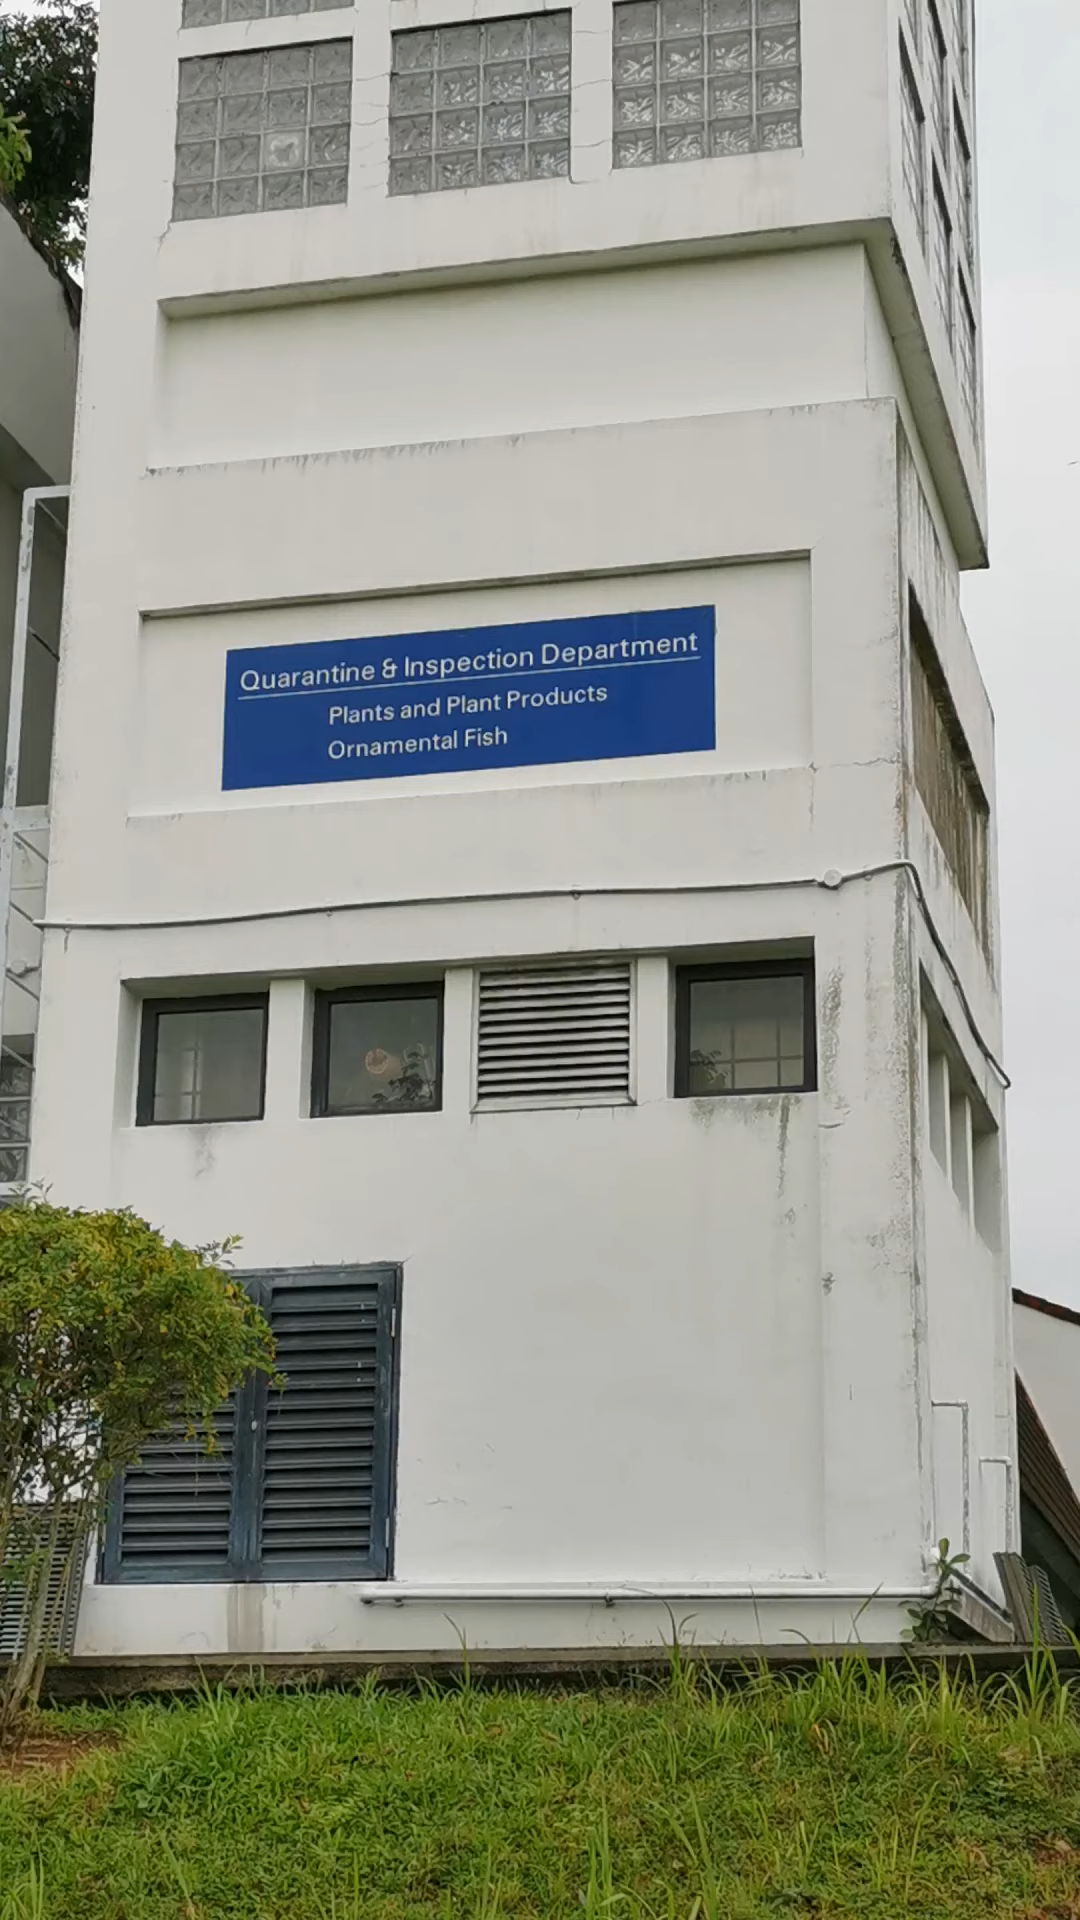 Quarantine & Inspection Department
Plants and Plant Products
Ornamental Fish